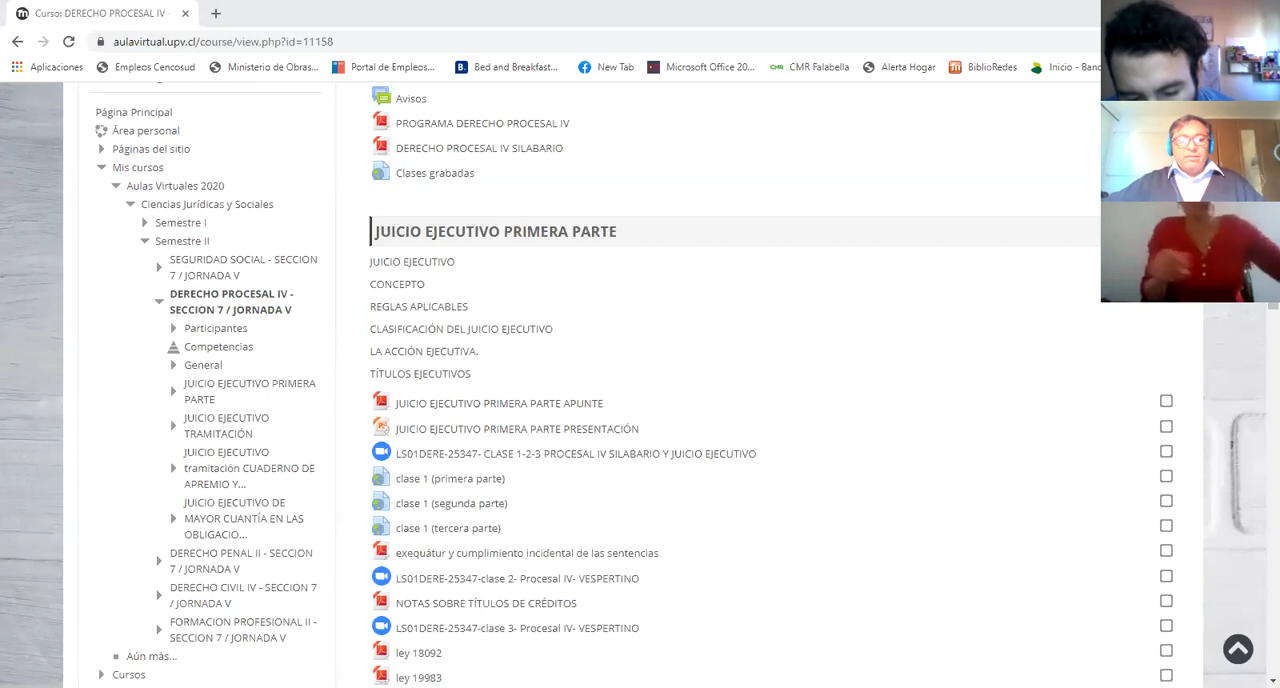 Curso: DERECHO PROCESAL IV -
aulavirtual.upv.cl/course/view.php?id=11158
Aplicaciones
Empleos Cencosud
Ministerio de Obras...
Portal de Empleos...
Bed and Breakfast...
New Tab
Microsoft Office 20...
CMR Falabella
Alerta Hogar
BiblioRedes
Inicio - Banc
Página Principal
Área personal
Páginas del sitio
Mis cursos
Aulas Virtuales 2020
Ciencias Jurídicas y Sociales
Semestre I
Semestre II
SEGURIDAD SOCIAL - SECCION
7 / JORNADA V
DERECHO PROCESAL IV -
SECCION 7 / JORNADA V
Participantes
Competencias
General
JUICIO EJECUTIVO PRIMERA
PARTE
JUICIO EJECUTIVO
TRAMITACIÓN
JUICIO EJECUTIVO
tramitación CUADERNO DE
APREMIO Y...
JUICIO EJECUTIVO DE
MAYOR CUANTÍA EN LAS
OBLIGACIO...
DERECHO PENAL II - SECCION
7 / JORNADA V
DERECHO CIVIL IV - SECCION 7
/ JORNADA V
FORMACION PROFESIONAL II -
SECCION 7 / JORNADA V
Aún más...
Cursos
Avisos
PROGRAMA DERECHO PROCESAL IV
DERECHO PROCESAL IV SILABARIO
Clases grabadas
JUICIO EJECUTIVO PRIMERA PARTE
JUICIO EJECUTIVO
CONCEPTO
REGLAS APLICABLES
CLASIFICACIÓN DEL JUICIO EJECUTIVO
LA ACCIÓN EJECUTIVA.
TÍTULOS EJECUTIVOS
JUICIO EJECUTIVO PRIMERA PARTE APUNTE
JUICIO EJECUTIVO PRIMERA PARTE PRESENTACIÓN
LS01DERE-25347- CLASE 1-2-3 PROCESAL IV SILABARIO Y JUICIO EJECUTIVO
clase 1 (primera parte)
clase 1 (segunda parte)
clase 1 (tercera parte)
exequátur y cumplimiento incidental de las sentencias
LS01DERE-25347-clase 2- Procesal IV- VESPERTINO
NOTAS SOBRE TÍTULOS DE CRÉDITOS
LS01DERE-25347-clase 3- Procesal IV- VESPERTINO
ley 18092
ley 19983